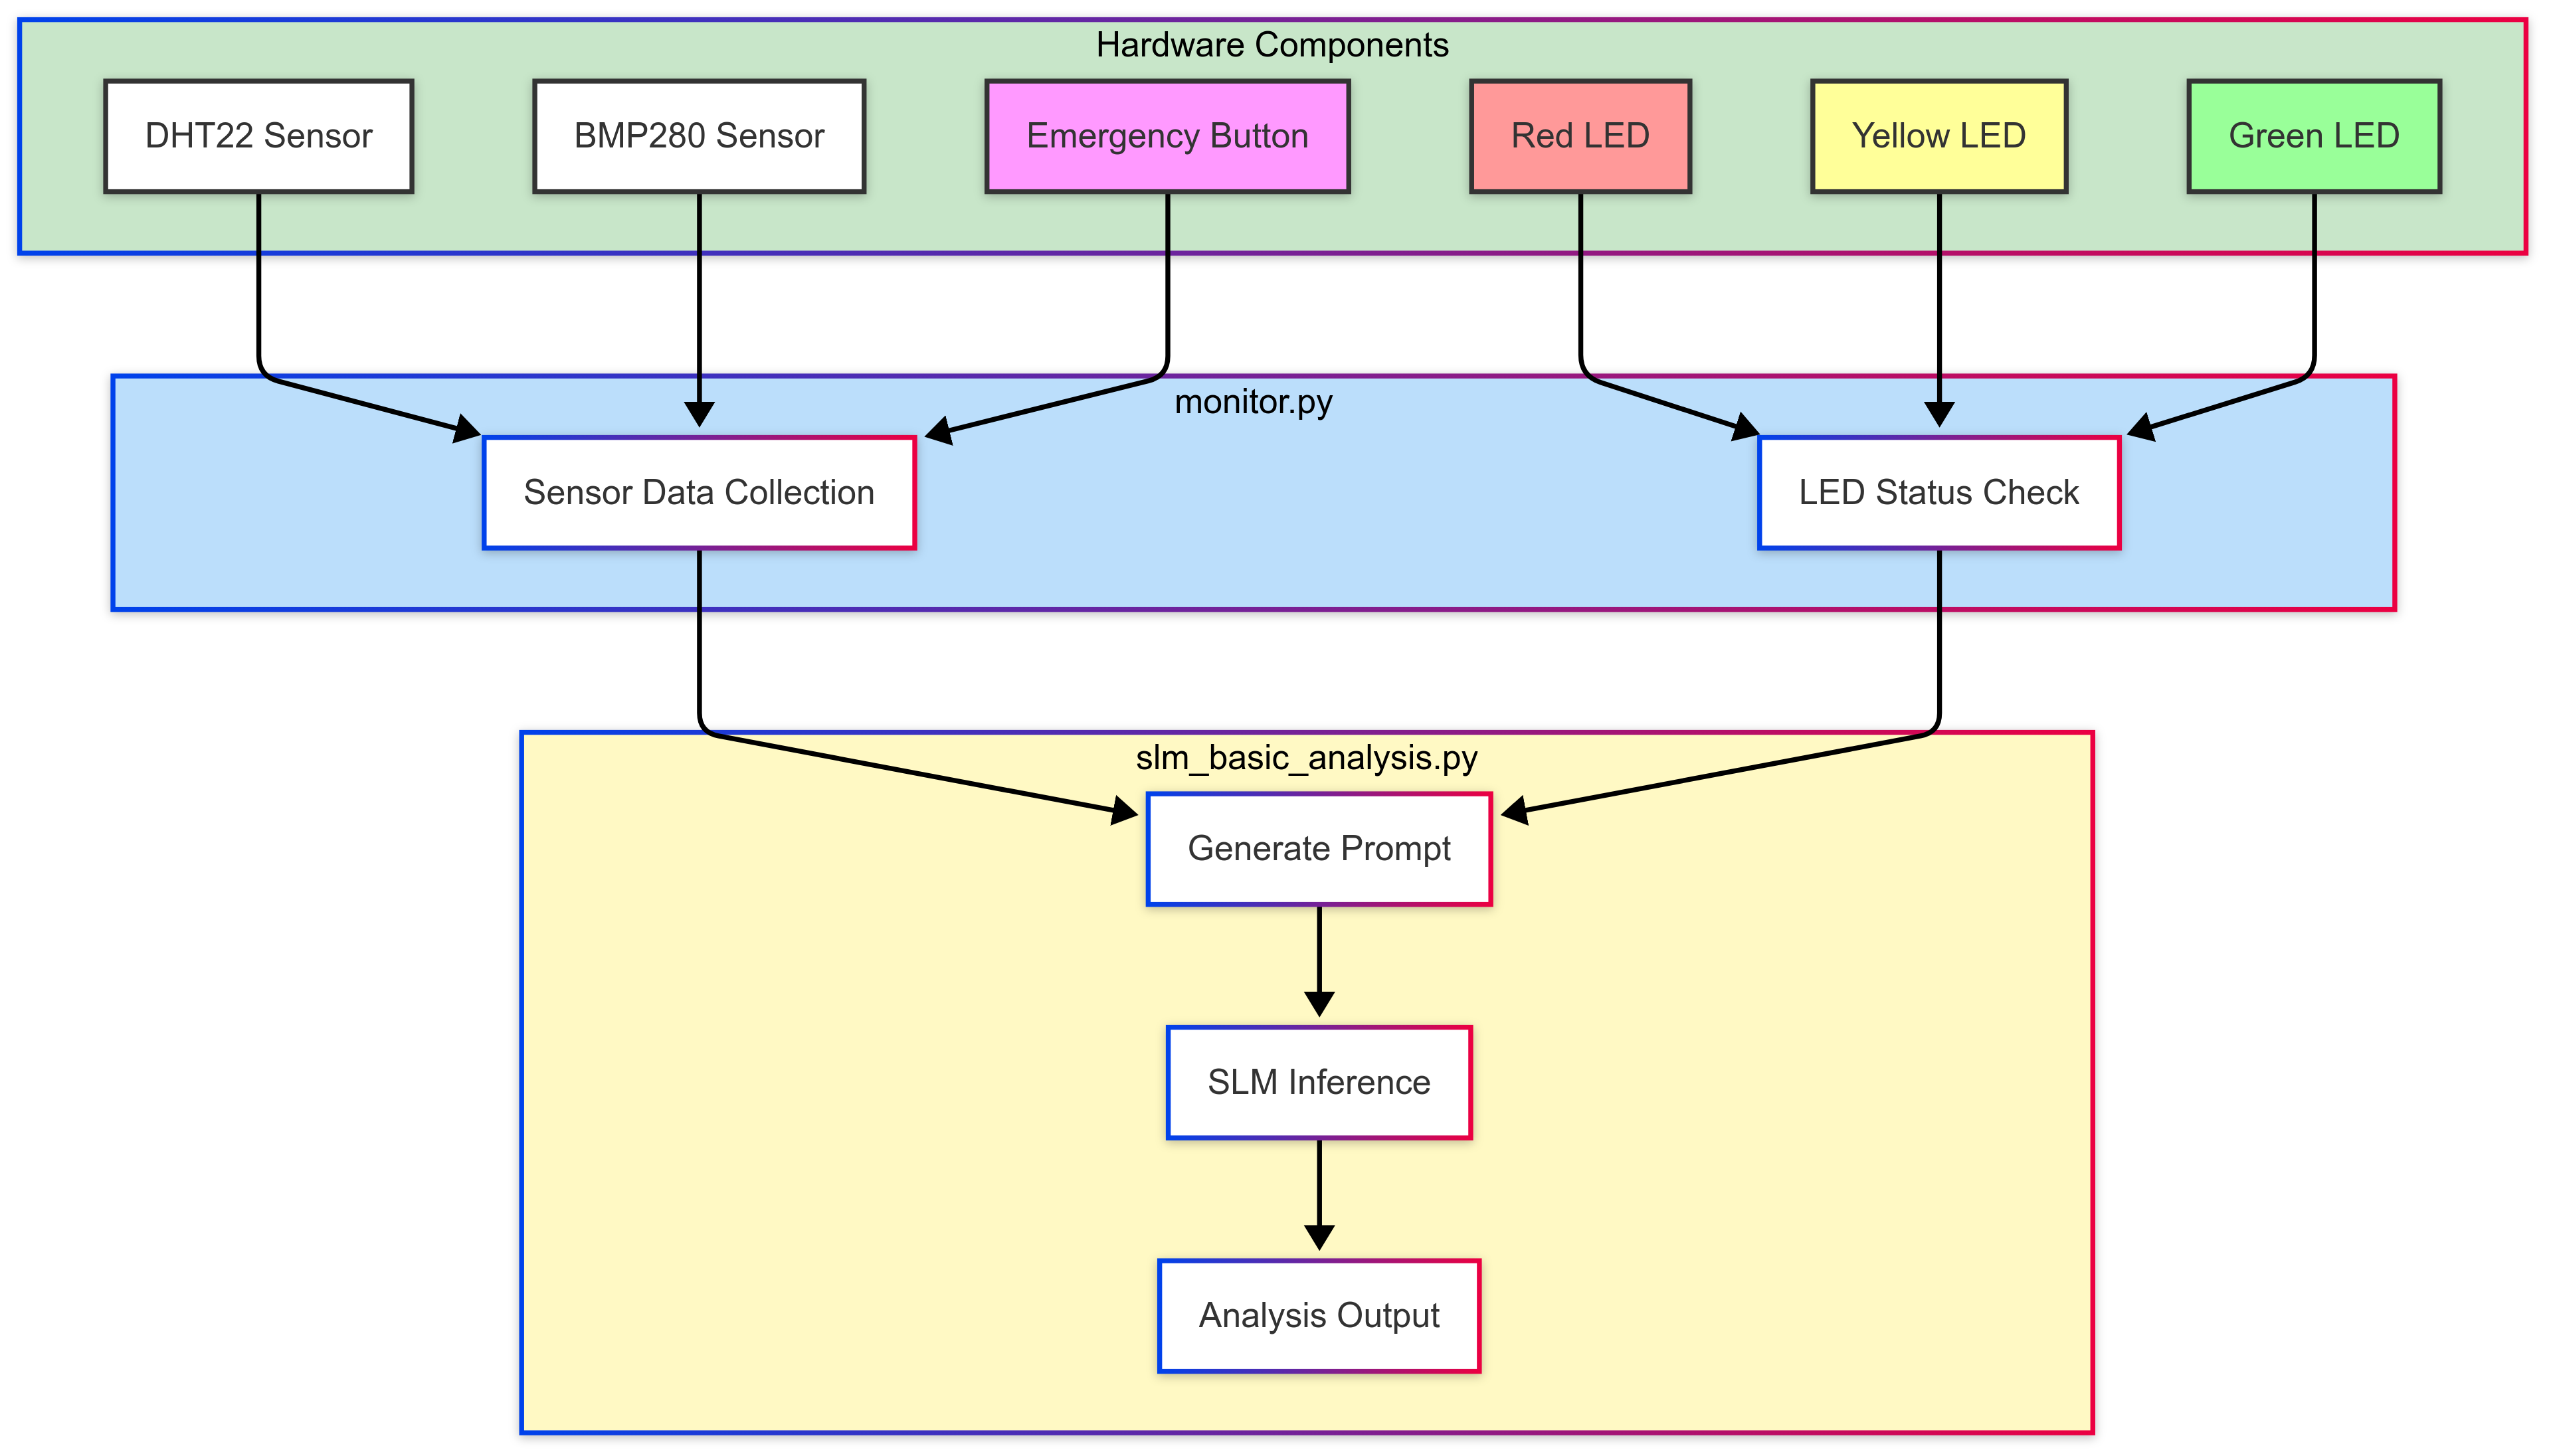 Hardware Components
DHT22 Sensor
BMP280 Sensor
Emergency Button
Red LED
Yellow LED
Green LED
monitor.py
Sensor Data Collection
LED Status Check
slm_basic_analysis.py
Generate Prompt
SLM Inference
Analysis Output